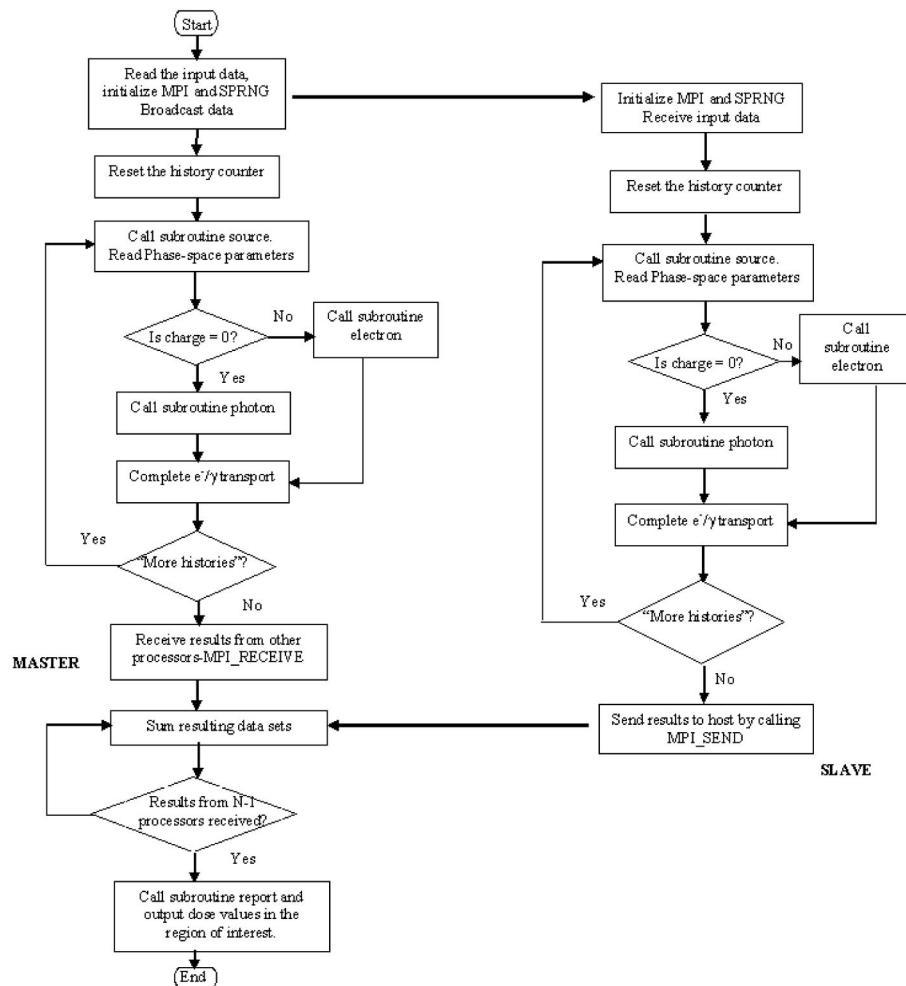 Start
Read the input data,
initialize MPI and SPRNG
Broadcast data
Reset the history counter
Call subroutine source.
Read Phase-space parameters
Is charge = 0?
No
Call subroutine
electron
Yes
Call subroutine photon
Complete e⁻/γ transport
Yes
“More histories”?
No
Receive results from other
processors-MPI_RECEIVE
MASTER
Sum resulting data sets
Results from N-1
processors received?
Yes
Call subroutine report and
output dose values in the
region of interest.
End
Initialize MPI and SPRNG
Receive input data
Reset the history counter
Call subroutine source.
Read Phase-space parameters
Is charge = 0?
No
Call
subroutine
electron
Yes
Call subroutine photon
Complete e⁻/γ transport
Yes
“More histories”?
No
Send results to host by calling
MPI_SEND
SLAVE